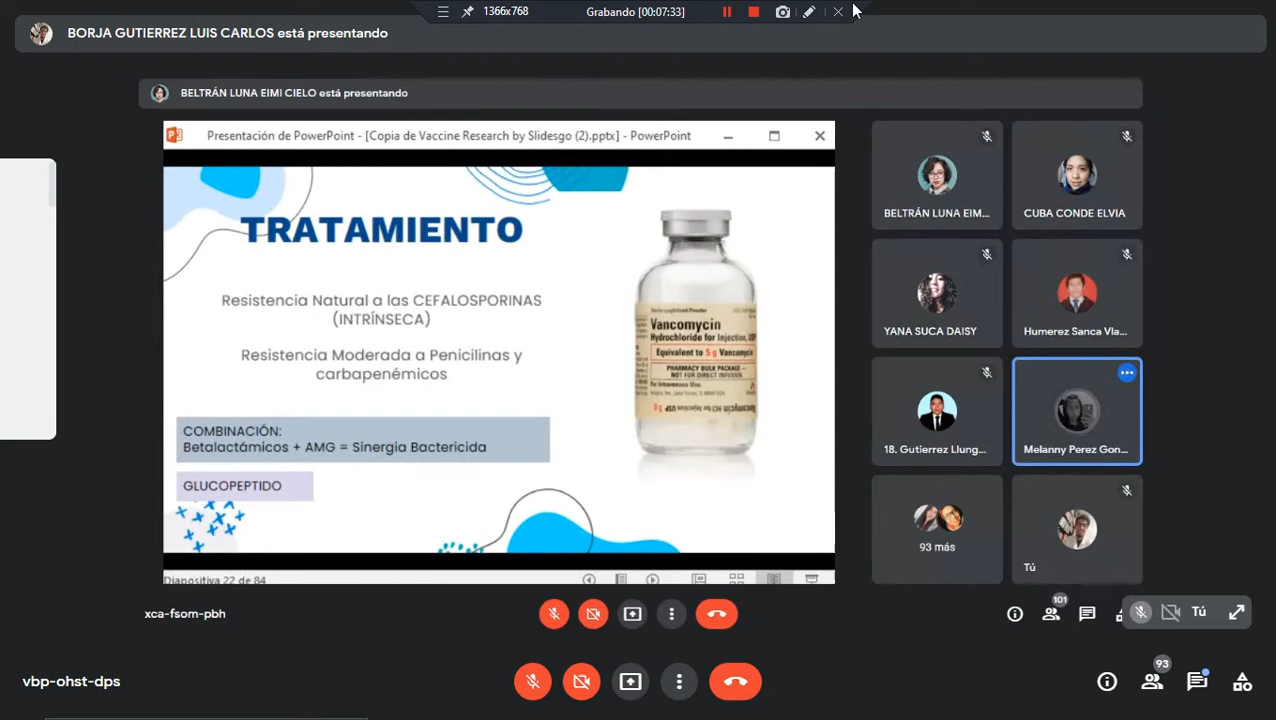 1366x768
Grabando [00:07:33]
BORJA GUTIERREZ LUIS CARLOS está presentando
BELTRÁN LUNA EIMI CIELO está presentando
Presentación de PowerPoint - [Copia de Vaccine Research by Slidesgo (2).pptx] - PowerPoint
TRATAMIENTO
Resistencia Natural a las CEFALOSPORINAS
(INTRÍNSECA)
Resistencia Moderada a Penicilinas y
carbapenémicos
COMBINACIÓN:
Betalactámicos + AMG = Sinergia Bactericida
GLUCOPEPTIDO
Vancomycin
Hydrochloride for Injection, USP
Equivalent to 5 g Vancomycin
PHARMACY BULK PACKAGE—
NOT FOR DIRECT INFUSION
For Intravenous Use.
Diapositiva 22 de 84
BELTRÁN LUNA EIM...
CUBA CONDE ELVIA
YANA SUCA DAISY
Humerez Sanca Vla...
18. Gutierrez Llung...
Melanny Perez Gon...
93 más
Tú
xca-fsom-pbh
101
Tú
vbp-ohst-dps
93